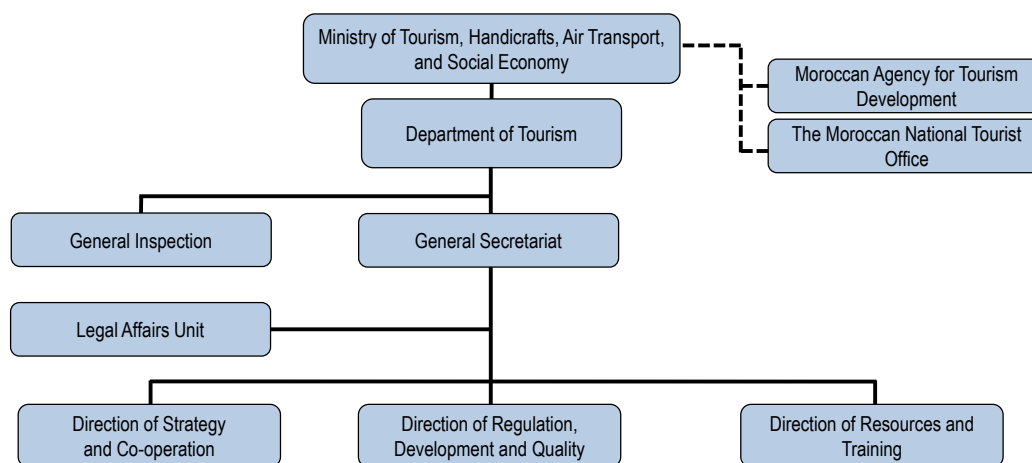 Ministry of Tourism, Handicrafts, Air Transport,
and Social Economy
Moroccan Agency for Tourism
Development
Department of Tourism
The Moroccan National Tourist
Office
General Inspection
General Secretariat
Legal Affairs Unit
Direction of Strategy
and Co-operation
Direction of Regulation,
Development and Quality
Direction of Resources and
Training